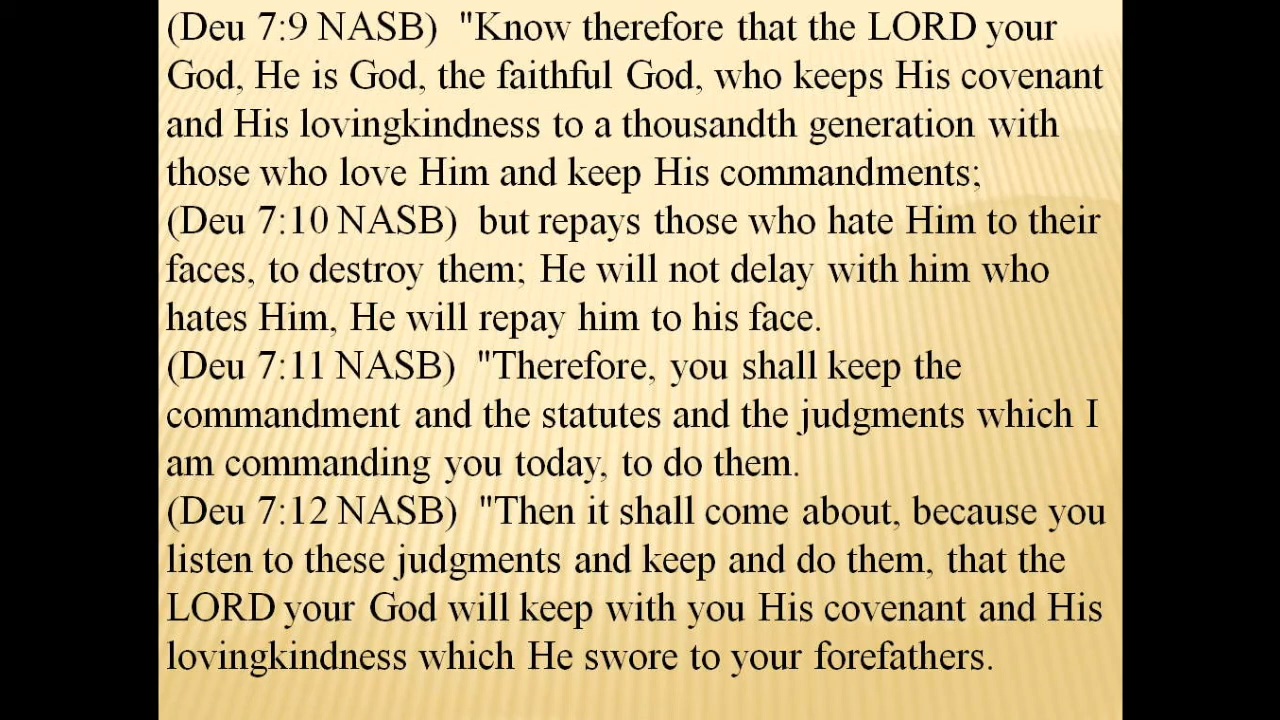 (Deu 7:9 NASB)  "Know therefore that the LORD your
God, He is God, the faithful God, who keeps His covenant
and His lovingkindness to a thousandth generation with
those who love Him and keep His commandments;
(Deu 7:10 NASB)  but repays those who hate Him to their
faces, to destroy them; He will not delay with him who
hates Him, He will repay him to his face.
(Deu 7:11 NASB)  "Therefore, you shall keep the
commandment and the statutes and the judgments which I
am commanding you today, to do them.
(Deu 7:12 NASB)  "Then it shall come about, because you
listen to these judgments and keep and do them, that the
LORD your God will keep with you His covenant and His
lovingkindness which He swore to your forefathers.